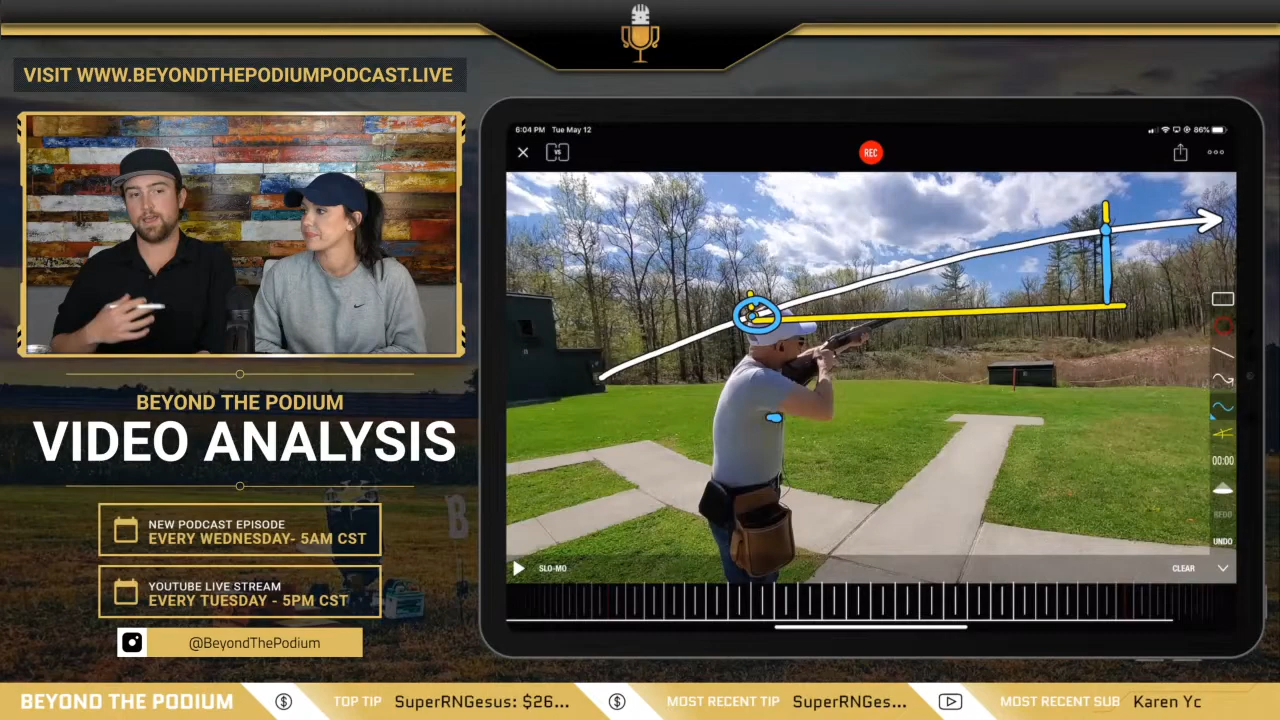 VISIT WWW.BEYONDTHEPODIUMPODCAST.LIVE
BEYOND THE PODIUM
VIDEO ANALYSIS
NEW PODCAST EPISODE
EVERY WEDNESDAY- 5AM CST
YOUTUBE LIVE STREAM
EVERY TUESDAY - 5PM CST
@BeyondThePodium
6:04 PM Tue May 12
86%
VS
REC
00:00
REDO
UNDO
SLO-MO
CLEAR
B
BEYOND THE PODIUM
TOP TIP SuperRNGesus: $26...
MOST RECENT TIP SuperRNGes...
MOST RECENT SUB Karen Yc